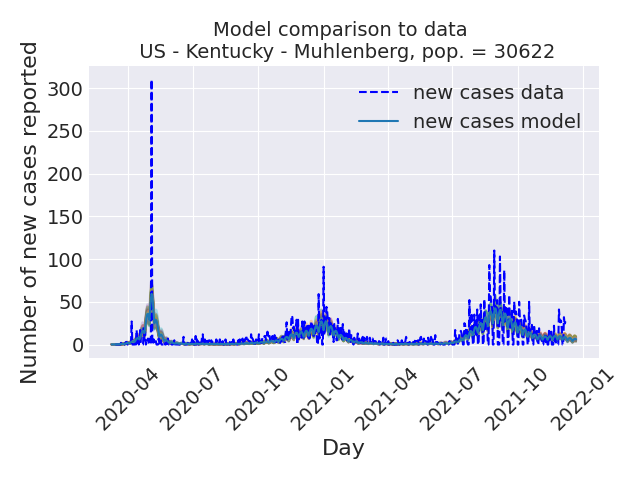 Model comparison to data
US - Kentucky - Muhlenberg, pop. = 30622
Number of new cases reported
300
250
200
150
100
50
0
new cases data
new cases model
2020-04
2020-07
2020-10
2021-01
2021-04
2021-07
2021-10
2022-01
Day